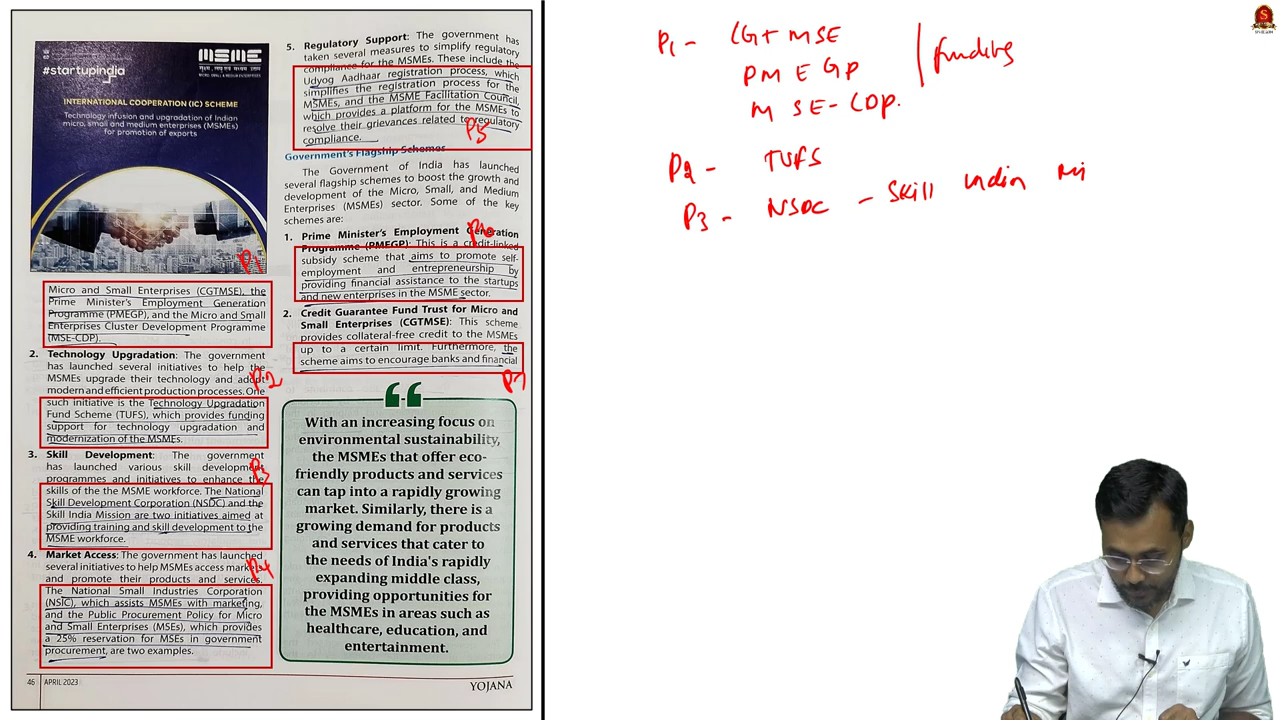 #startupindia
MSME
MICRO, SMALL & MEDIUM ENTERPRISES
INTERNATIONAL COOPERATION (IC) SCHEME
Technology infusion and upgradation of Indian
micro, small and medium enterprises (MSMEs)
for promotion of exports
P1
Micro and Small Enterprises (CGTMSE), the
Prime Minister's Employment Generation
Programme (PMEGP), and the Micro and Small
Enterprises Cluster Development Programme
(MSE-CDP).
2. Technology Upgradation: The government
has launched several initiatives to help the
MSMEs upgrade their technology and adopt
modern and efficient production processes. One
P2
such initiative is the Technology Upgradation
Fund Scheme (TUFS), which provides funding
support for technology upgradation and
modernization of the MSMEs.
3. Skill Development: The government
has launched various skill development
programmes and initiatives to enhance the
P3
skills of the the MSME workforce. The National
Skill Development Corporation (NSDC) and the
Skill India Mission are two initiatives aimed at
providing training and skill development to the
MSME workforce.
4. Market Access: The government has launched
several initiatives to help MSMEs access markets
and promote their products and services.
P4
The National Small Industries Corporation
(NSIC), which assists MSMEs with marketing,
and the Public Procurement Policy for Micro
and Small Enterprises (MSEs), which provides
a 25% reservation for MSEs in government
procurement, are two examples.
46 APRIL 2023
5. Regulatory Support: The government has
taken several measures to simplify regulatory
compliance for the MSMEs. These include the
Udyog Aadhaar registration process, which
simplifies the registration process for the
MSMEs, and the MSME Facilitation Council,
which provides a platform for the MSMEs to
resolve their grievances related to regulatory
compliance.
P5
Government's Flagship Schemes
The Government of India has launched
several flagship schemes to boost the growth and
development of the Micro, Small, and Medium
Enterprises (MSMEs) sector. Some of the key
schemes are:
1. Prime Minister's Employment Generation
Programme (PMEGP): This is a credit-linked
P6
subsidy scheme that aims to promote self-
employment and entrepreneurship by
providing financial assistance to the startups
and new enterprises in the MSME sector.
2. Credit Guarantee Fund Trust for Micro and
Small Enterprises (CGTMSE): This scheme
provides collateral-free credit to the MSMEs
up to a certain limit. Furthermore, the
scheme aims to encourage banks and financial
P7
With an increasing focus on
environmental sustainability,
the MSMEs that offer eco-
friendly products and services
can tap into a rapidly growing
market. Similarly, there is a
growing demand for products
and services that cater to
the needs of India's rapidly
expanding middle class,
providing opportunities for
the MSMEs in areas such as
healthcare, education, and
entertainment.
YOJANA
P1 - CGTMSE
PMEGP
MSE-CDP.
funding
P2 - TUFS
P3 - NSDC - Skill India Mi